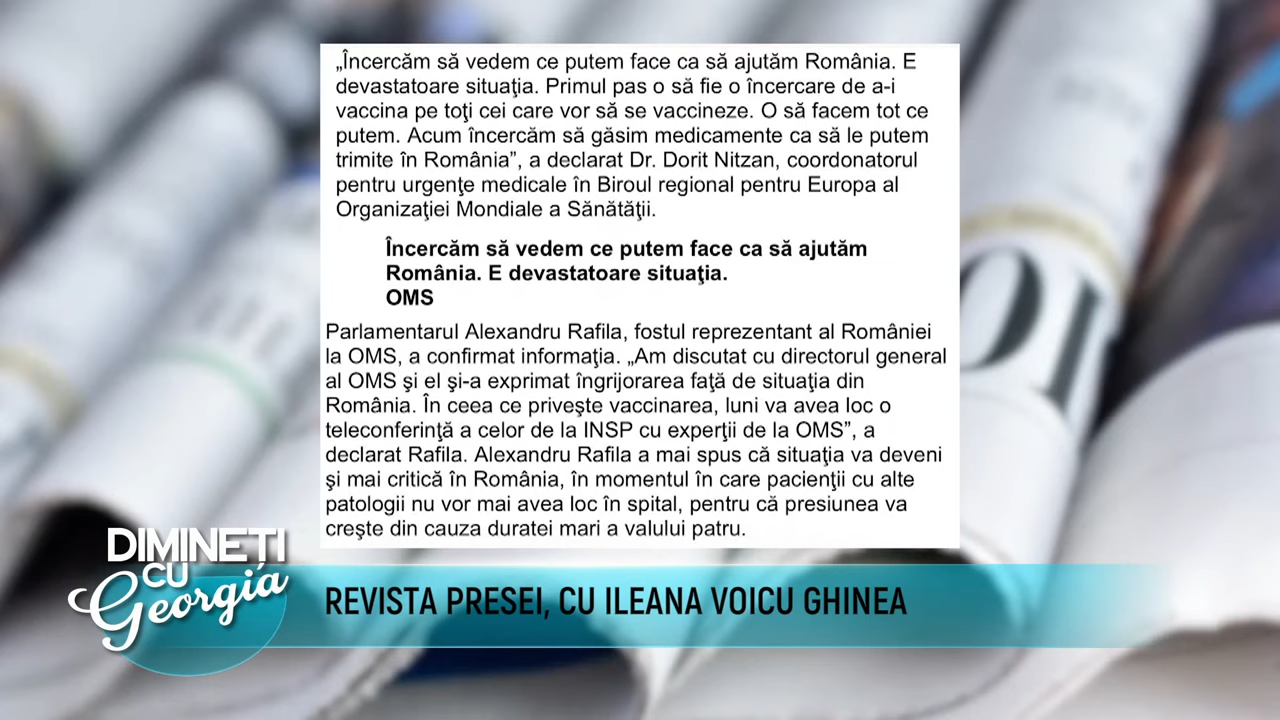 „Încercăm să vedem ce putem face ca să ajutăm România. E
devastatoare situaţia. Primul pas o să fie o încercare de a-i
vaccina pe toţi cei care vor să se vaccineze. O să facem tot ce
putem. Acum încercăm să găsim medicamente ca să le putem
trimite în România”, a declarat Dr. Dorit Nitzan, coordonatorul
pentru urgenţe medicale în Biroul regional pentru Europa al
Organizaţiei Mondiale a Sănătăţii.
Încercăm să vedem ce putem face ca să ajutăm
România. E devastatoare situaţia.
OMS
Parlamentarul Alexandru Rafila, fostul reprezentant al României
la OMS, a confirmat informaţia. „Am discutat cu directorul general
al OMS şi el şi-a exprimat îngrijorarea faţă de situaţia din
România. În ceea ce priveşte vaccinarea, luni va avea loc o
teleconferinţă a celor de la INSP cu experţii de la OMS”, a
declarat Rafila. Alexandru Rafila a mai spus că situaţia va deveni
şi mai critică în România, în momentul în care pacienţii cu alte
patologii nu vor mai avea loc în spital, pentru că presiunea va
creşte din cauza duratei mari a valului patru.
DIMINEȚI
CU
Georgia
REVISTA PRESEI, CU ILEANA VOICU GHINEA